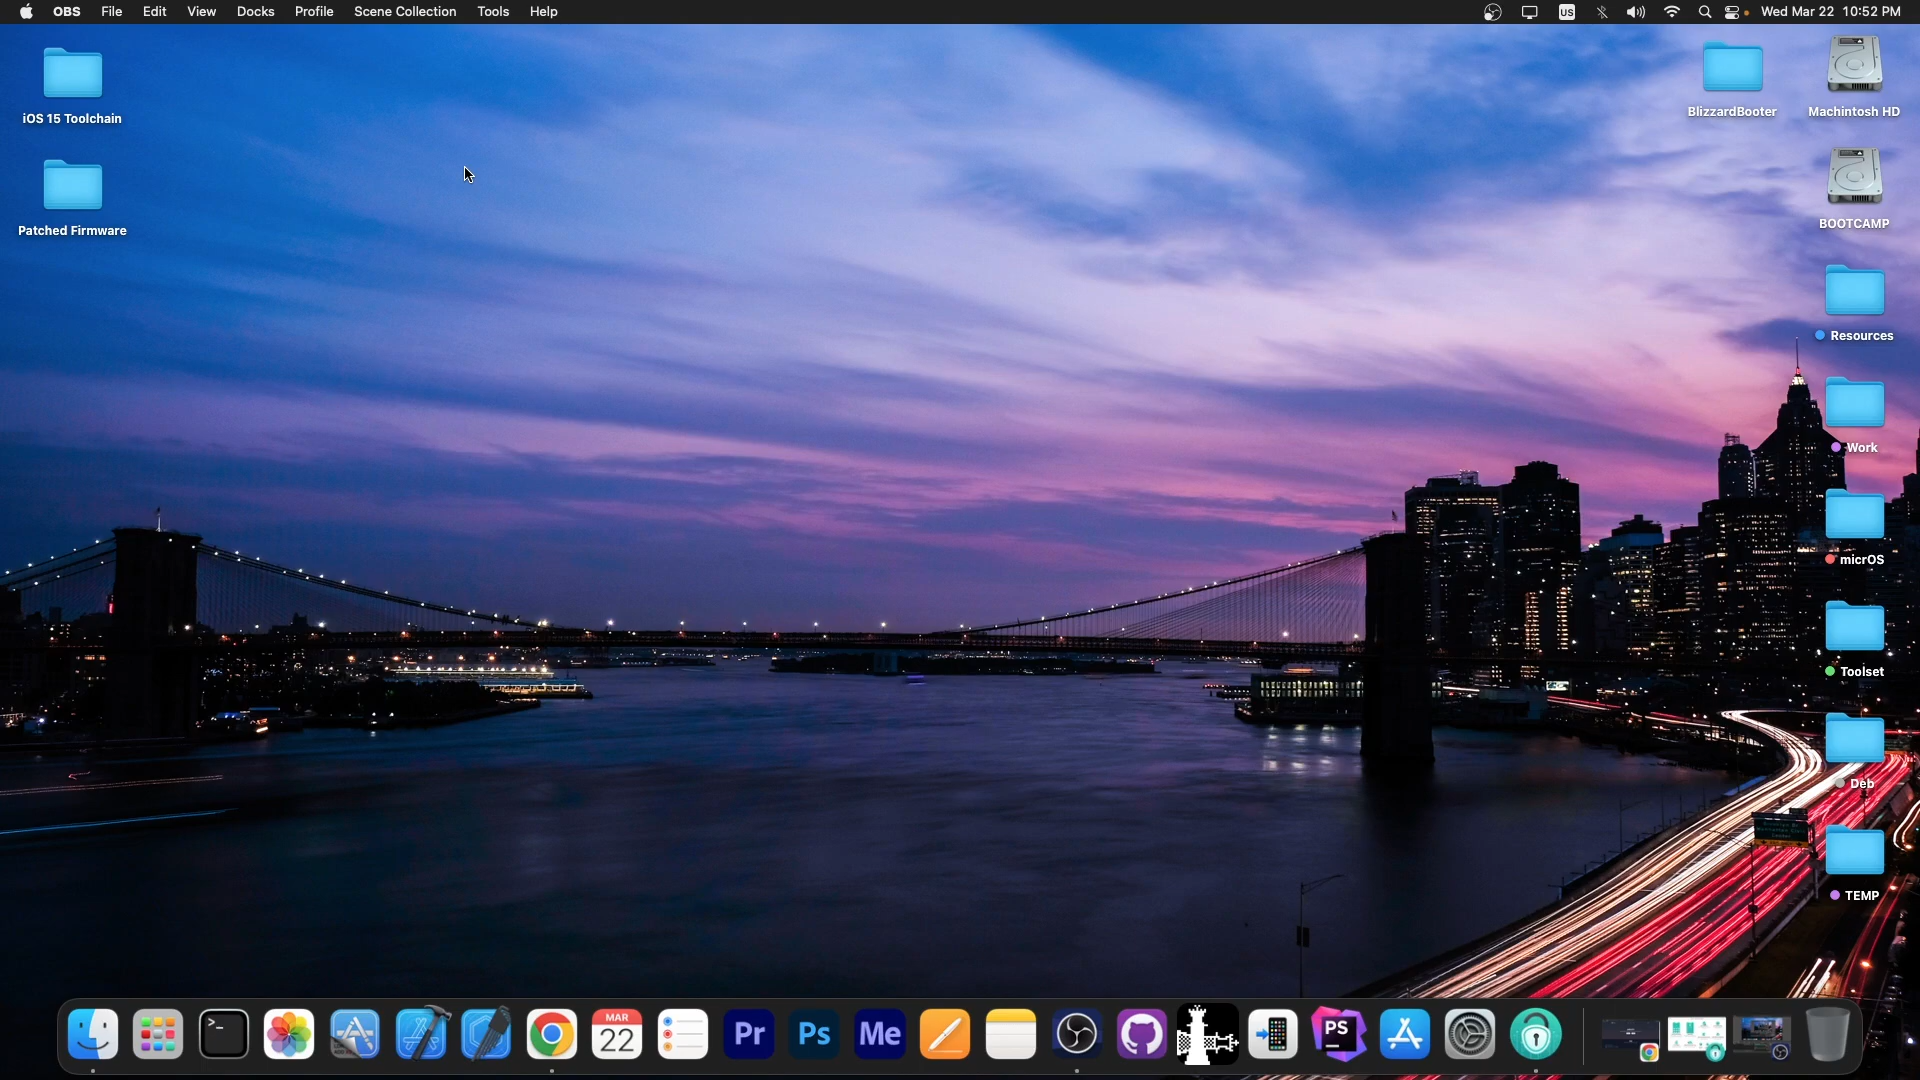 OBS File Edit View Docks Profile Scene Collection Tools Help US Wed Mar 22 10:52 PM
iOS 15 Toolchain
BlizzardBooter
Machintosh HD
Patched Firmware
BOOTCAMP
Resources
Work
micrOS
Toolset
Deb
TEMP
>_
MAR
22
Pr
Ps
Me
PS